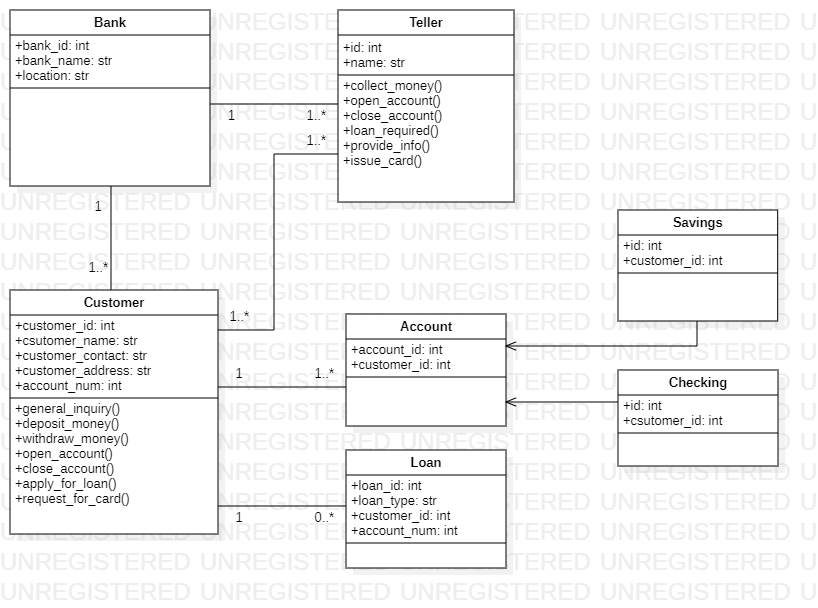 Bank
+bank_id: int
+bank_name: str
+location: str
Teller
+id: int
+name: str
+collect_money()
+open_account()
+close_account()
+loan_required()
+provide_info()
+issue_card()
1
1..*
1..*
1
1..*
Savings
+id: int
+customer_id: int
Customer
+customer_id: int
+csutomer_name: str
+customer_contact: str
+customer_address: str
+account_num: int
+general_inquiry()
+deposit_money()
+withdraw_money()
+open_account()
+close_account()
+apply_for_loan()
+request_for_card()
1..*
1
1..*
Account
+account_id: int
+customer_id: int
Checking
+id: int
+csutomer_id: int
Loan
+loan_id: int
+loan_type: str
+customer_id: int
+account_num: int
1
0..*
UNREGISTERED